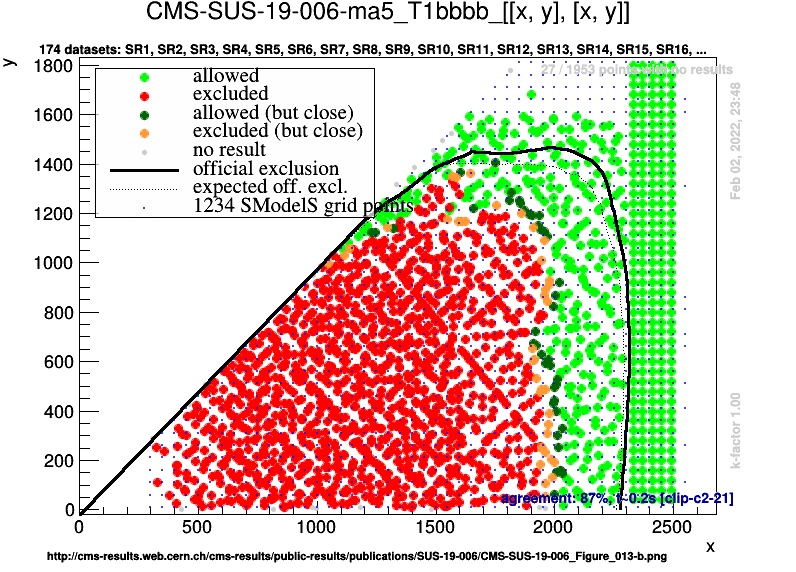 CMS-SUS-19-006-ma5_T1bbbb_[[x, y], [x, y]]
174 datasets: SR1, SR2, SR3, SR4, SR5, SR6, SR7, SR8, SR9, SR10, SR11, SR12, SR13, SR14, SR15, SR16, ...
y
27 / 1953 points with no results
allowed
excluded
allowed (but close)
excluded (but close)
no result
official exclusion
expected off. excl.
1234 SModelS grid points
1800
1600
1400
1200
1000
800
600
400
200
0
Feb 02, 2022, 23:48
k-factor 1.00
agreement: 87%, t~0.2s [clip-c2-21]
0 500 1000 1500 2000 2500
x
http://cms-results.web.cern.ch/cms-results/public-results/publications/SUS-19-006/CMS-SUS-19-006_Figure_013-b.png